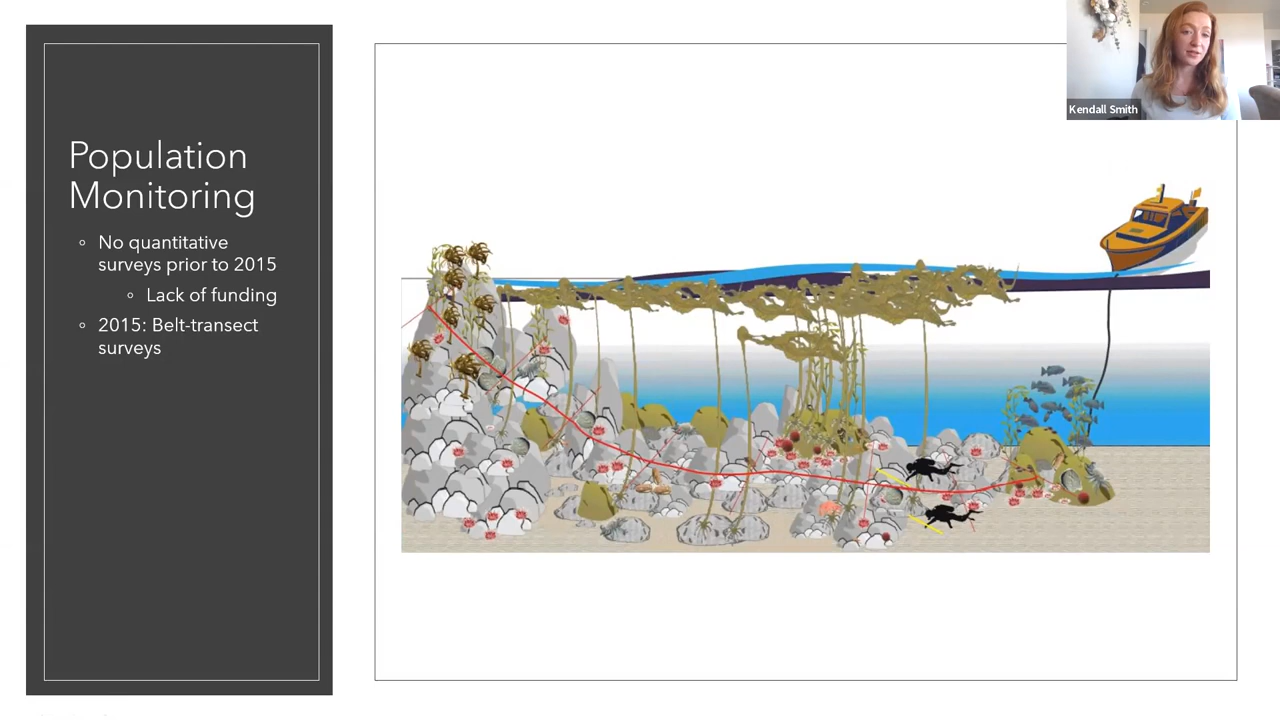 Population
Monitoring
◦ No quantitative
surveys prior to 2015
◦ Lack of funding
◦ 2015: Belt-transect
surveys
Kendall Smith